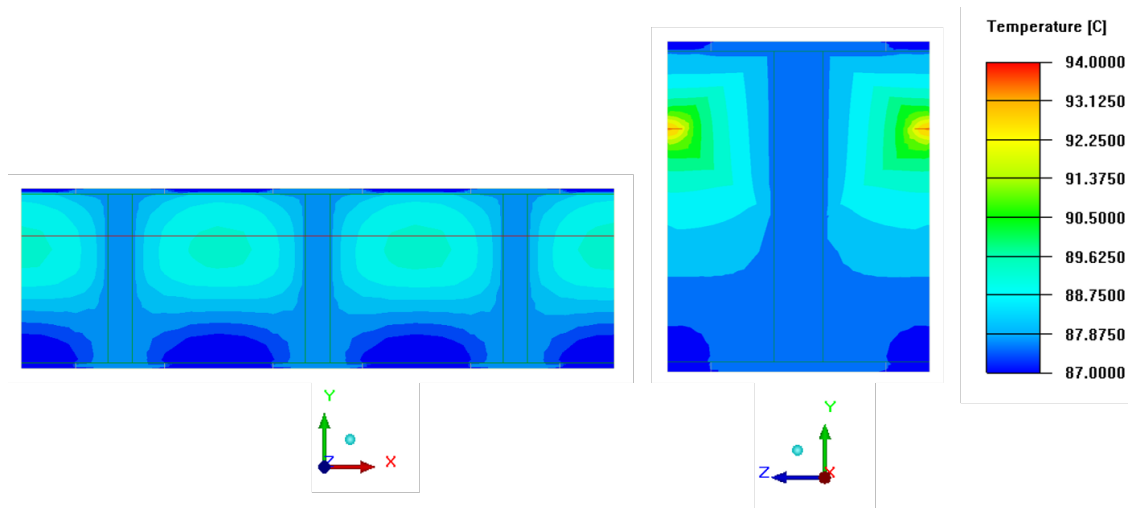 Temperature [C]
94.0000
93.1250
92.2500
91.3750
90.5000
89.6250
88.7500
87.8750
87.0000
Y
Z
X
Y
Z
X